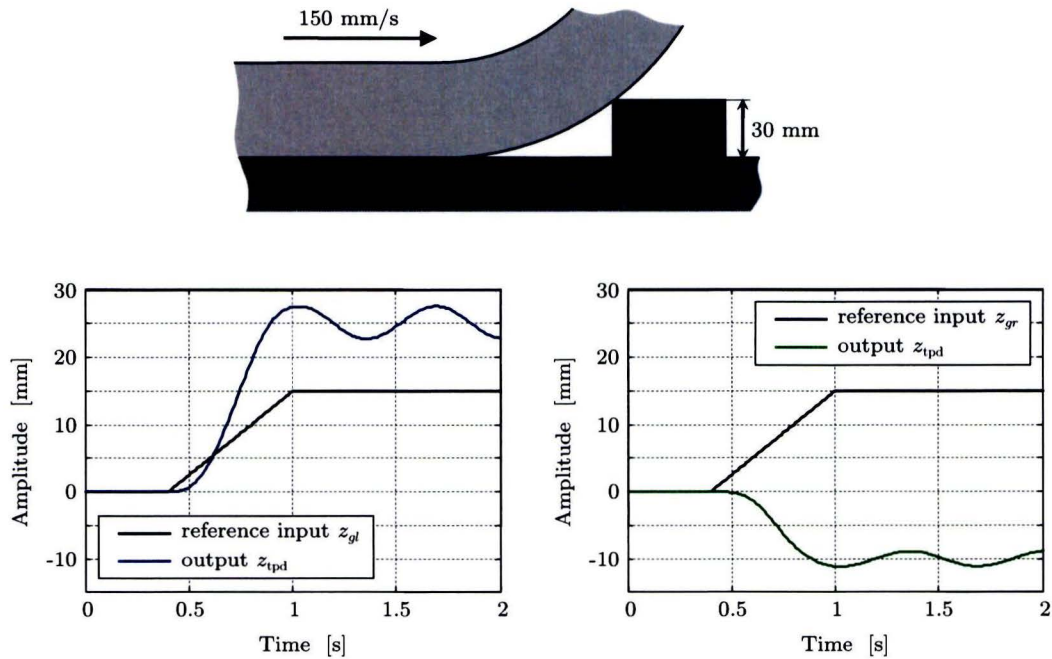 150 mm/s
30 mm
30
20
10
0
-10
Amplitude [mm]
reference input z_gl
output z_tpd
0
0.5
1
1.5
2
Time [s]
30
20
10
0
-10
Amplitude [mm]
reference input z_gr
output z_tpd
0
0.5
1
1.5
2
Time [s]